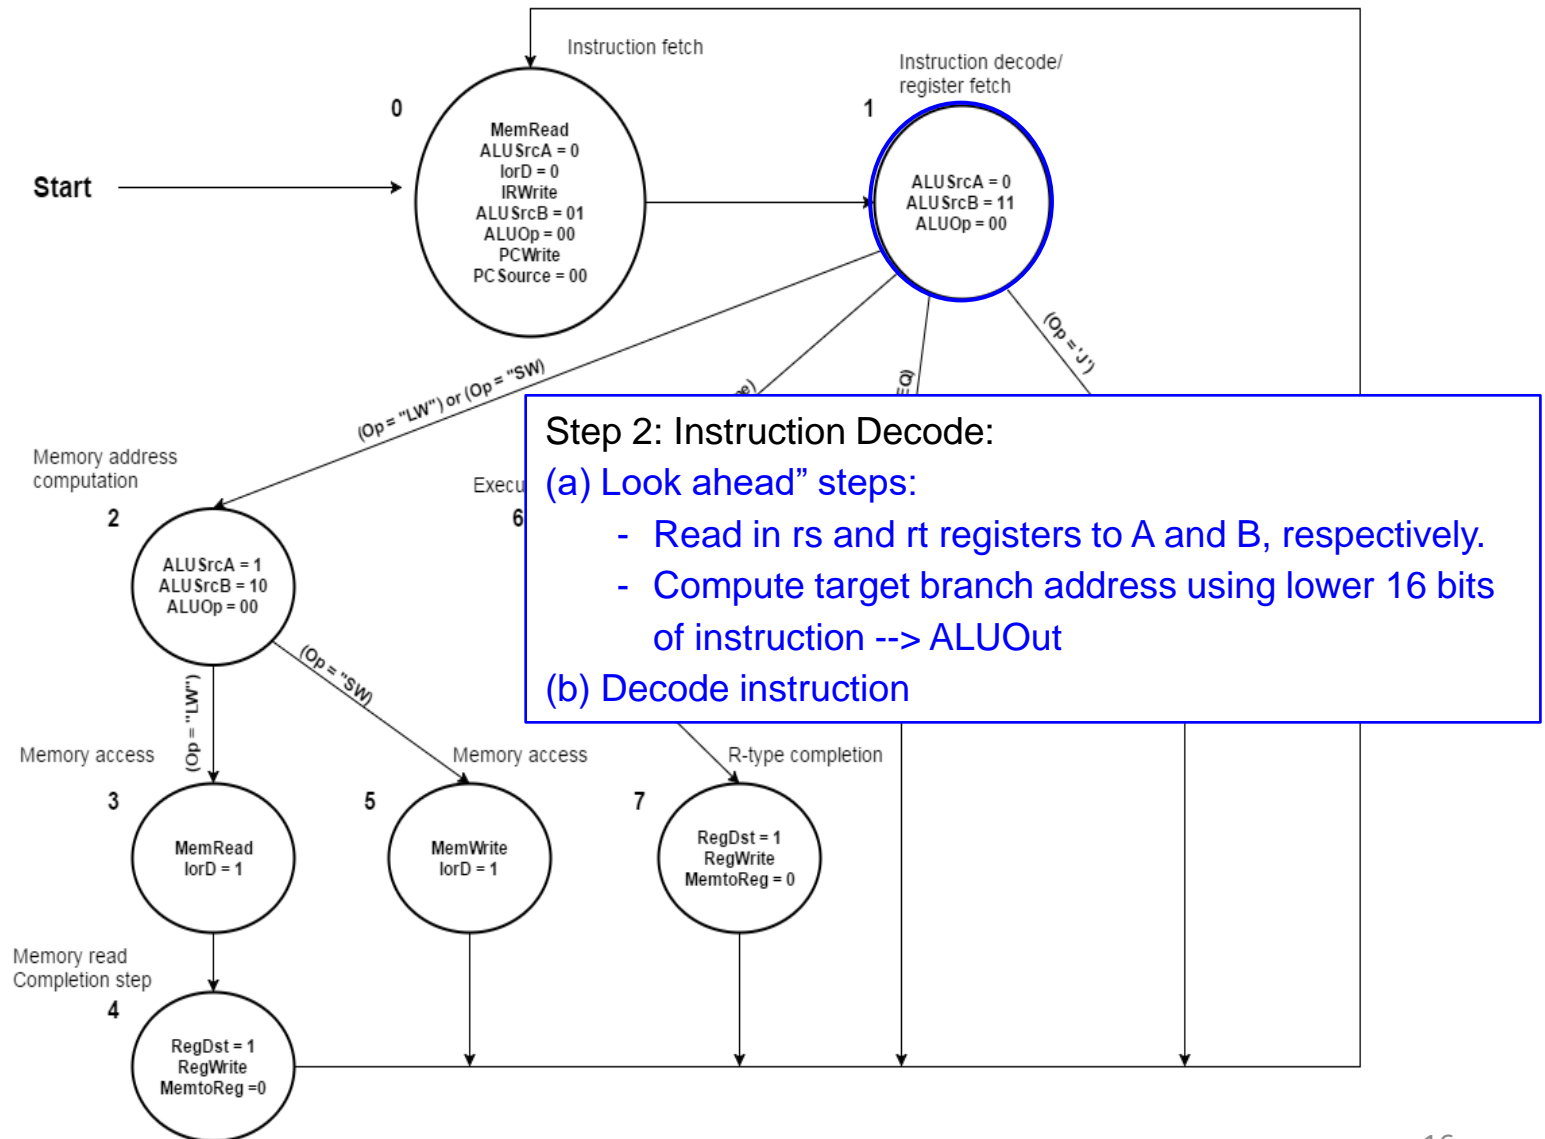 Instruction fetch
Instruction decode/
register fetch
0
1
MemRead
ALUSrcA = 0
IorD = 0
IRWrite
ALUSrcB = 01
ALUOp = 00
PCWrite
PCSource = 00
ALUSrcA = 0
ALUSrcB = 11
ALUOp = 00
Start
(Op = "LW") or (Op = "SW)
(Op ='J')
EQ)
Step 2: Instruction Decode:
(a) Look ahead” steps:
- Read in rs and rt registers to A and B, respectively.
- Compute target branch address using lower 16 bits
of instruction --> ALUOut
(b) Decode instruction
Memory address
computation
2
Execu
6
ALUSrcA = 1
ALUSrcB = 10
ALUOp = 00
(Op = "LW")
(Op = "SW)
Memory access
3
Memory access
5
R-type completion
7
MemRead
IorD = 1
MemWrite
IorD = 1
RegDst = 1
RegWrite
MemtoReg = 0
Memory read
Completion step
4
RegDst = 1
RegWrite
MemtoReg =0